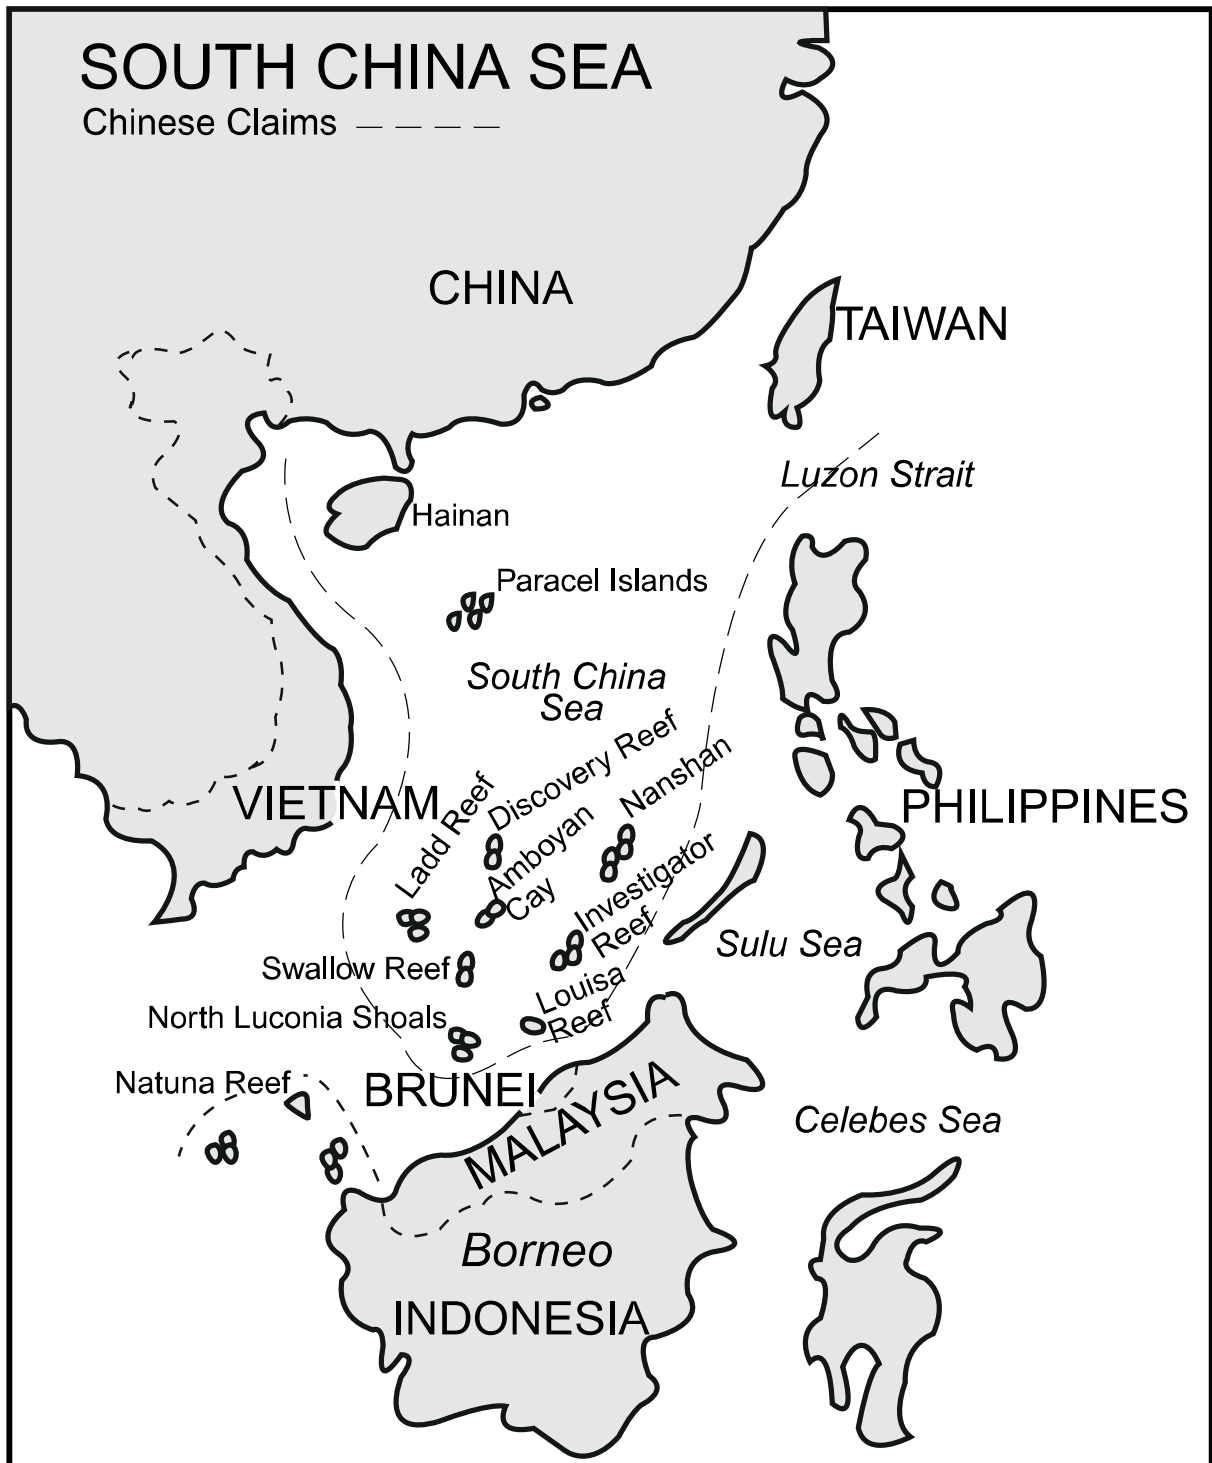 SOUTH CHINA SEA
Chinese Claims
CHINA
TAIWAN
Luzon Strait
Hainan
Paracel Islands
South China
Sea
Discovery Reef
Nanshan
Ladd Reef
VIETNAM
PHILIPPINES
Amboyan
Cay
Investigator
Reef
Sulu Sea
Swallow Reef
Louisa
Reef
North Luconia Shoals
Natuna Reef
BRUNEI
MALAYSIA
Celebes Sea
Borneo
INDONESIA